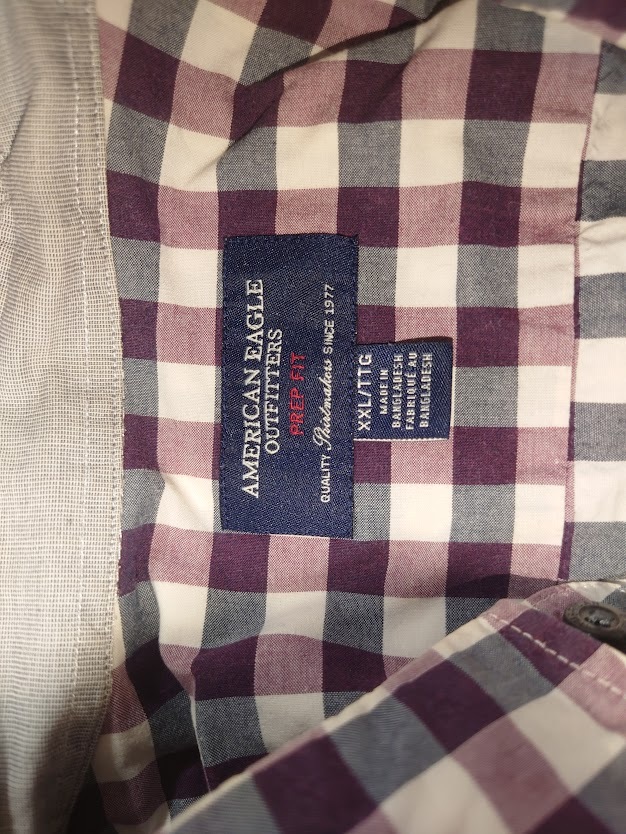 AMERICAN EAGLE
OUTFITTERS
PREP FIT
QUALITY Shirtmakers SINCE 1977
XXL/TTG
MADE IN
BANGLADESH
FABRIQUÉ AU
BANGLADESH